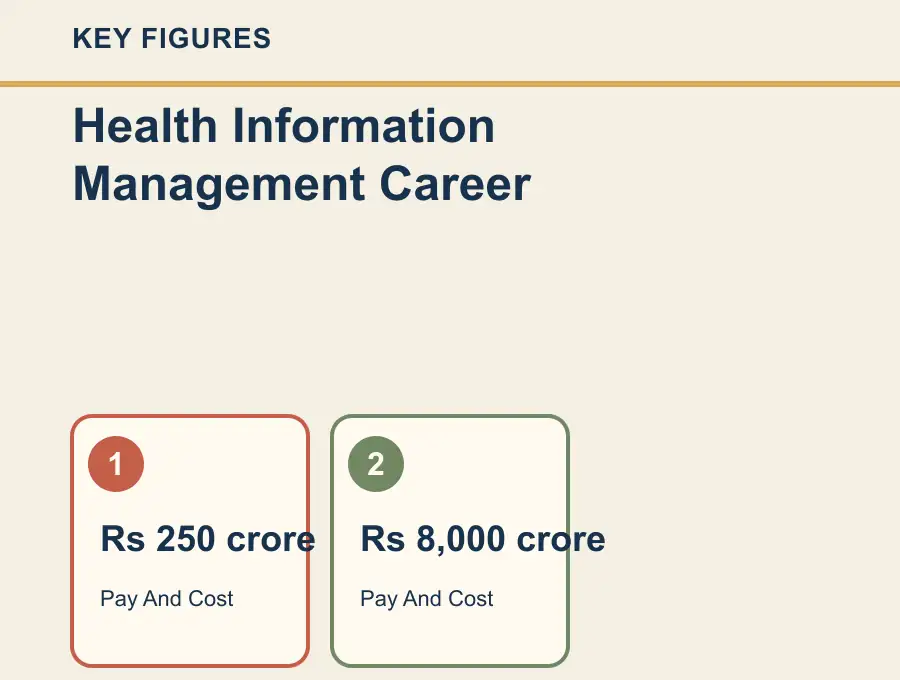 KEY FIGURES
Health Information
Management Career
1
2
Rs 250 crore
Rs 8,000 crore
Pay And Cost
Pay And Cost